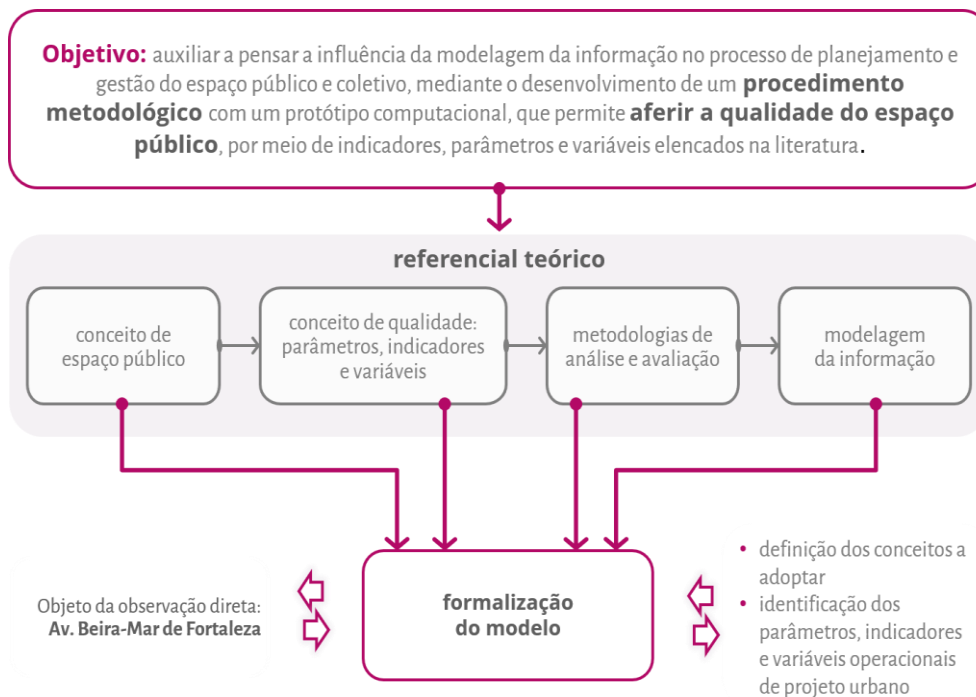 Objetivo: auxiliar a pensar a influência da modelagem da informação no processo de planejamento e
gestão do espaço público e coletivo, mediante o desenvolvimento de um procedimento
metodológico com um protótipo computacional, que permite aferir a qualidade do espaço
público, por meio de indicadores, parâmetros e variáveis elencados na literatura.
referencial teórico
conceito de
espaço público
conceito de qualidade:
parâmetros, indicadores
e variáveis
metodologias de
análise e avaliação
modelagem
da informação
Objeto da observação direta:
Av. Beira-Mar de Fortaleza
formalização
do modelo
• definição dos conceitos a
adoptar
• identificação dos
parâmetros, indicadores
e variáveis operacionais
de projeto urbano